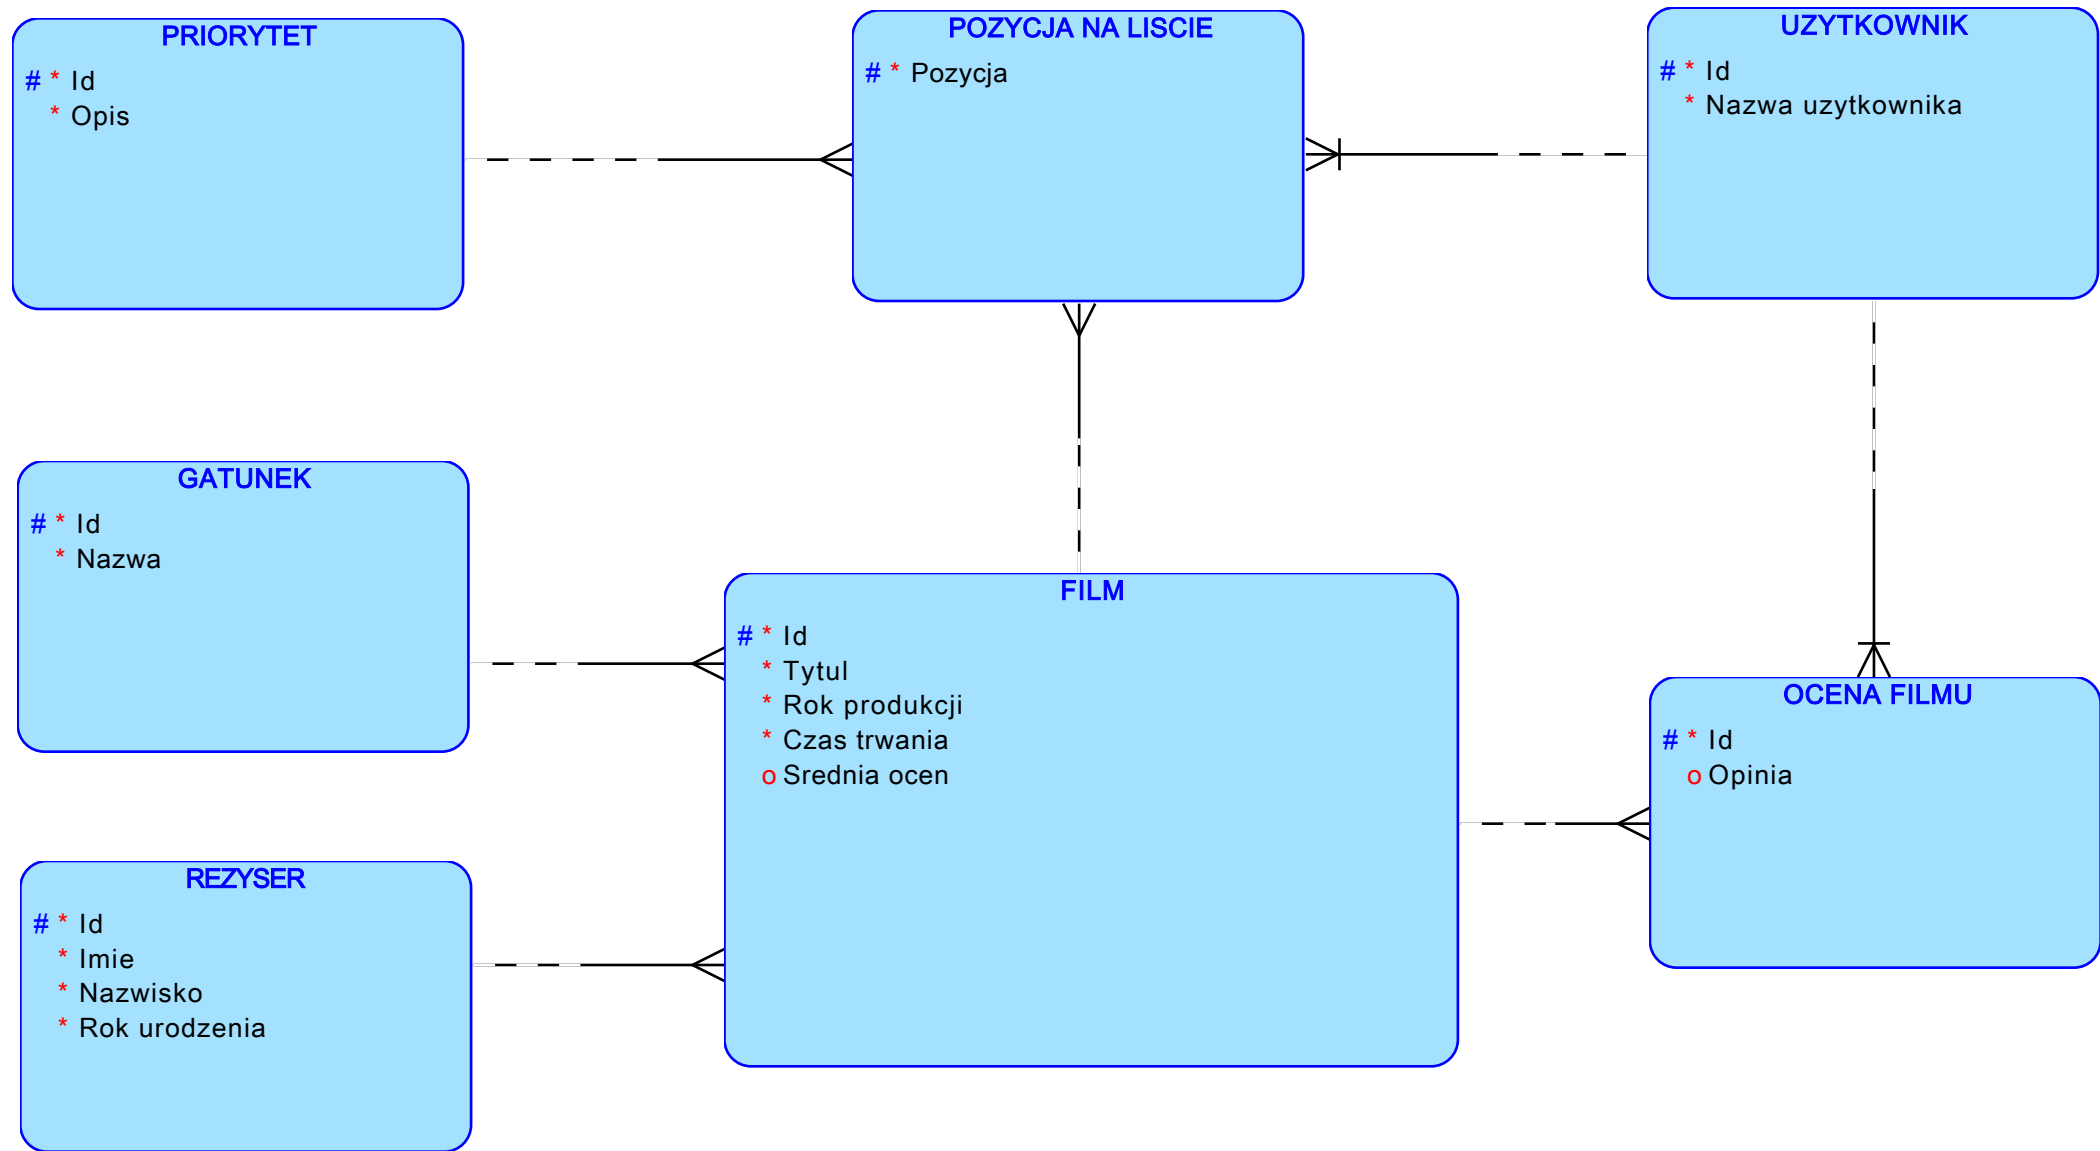 PRIORYTET
# * Id
* Opis
POZYCJA NA LISCIE
# * Pozycja
UZYTKOWNIK
# * Id
* Nazwa uzytkownika
GATUNEK
# * Id
* Nazwa
FILM
# * Id
* Tytul
* Rok produkcji
* Czas trwania
o Srednia ocen
OCENA FILMU
# * Id
o Opinia
REZYSER
# * Id
* Imie
* Nazwisko
* Rok urodzenia